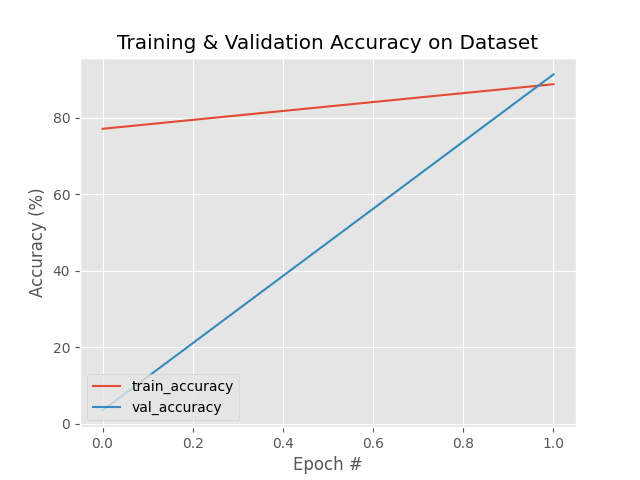 Training & Validation Accuracy on Dataset
Accuracy (%)
80
60
40
20
0
train_accuracy
val_accuracy
0.0 0.2 0.4 0.6 0.8 1.0
Epoch #